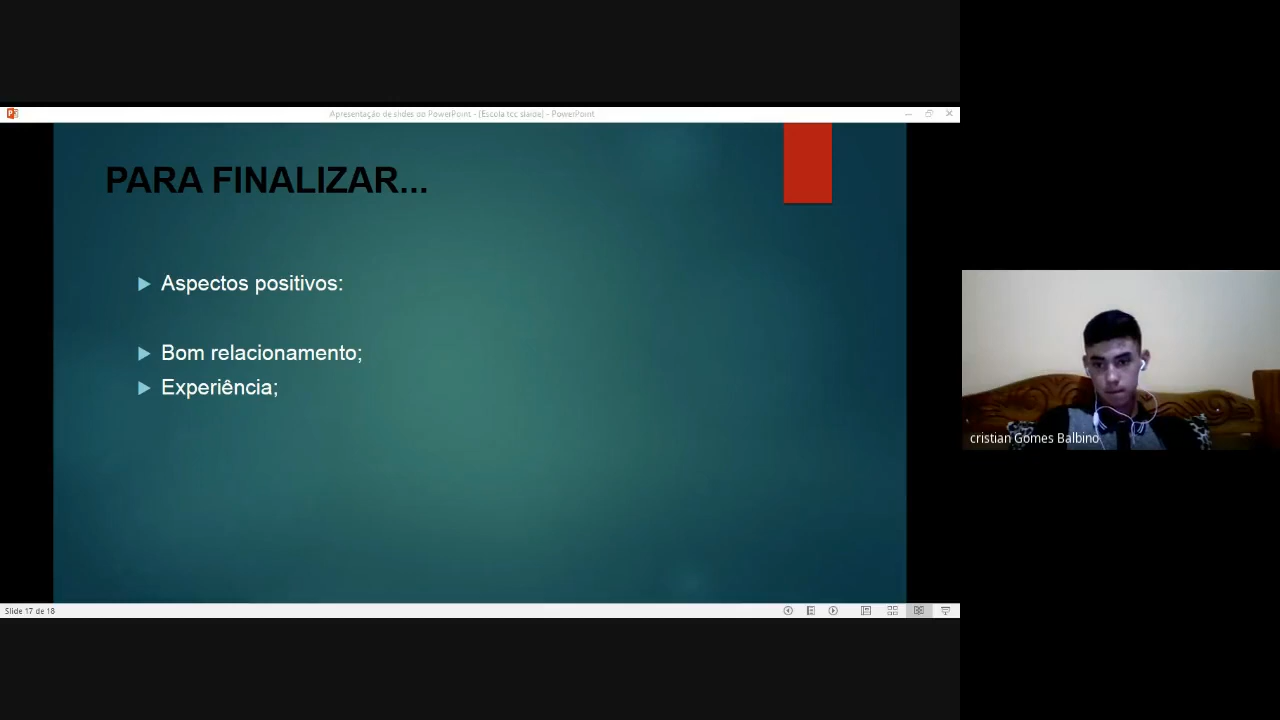 Apresentação de slides do PowerPoint - [Escola tcc slaide] - PowerPoint
PARA FINALIZAR...
Aspectos positivos:
Bom relacionamento;
Experiência;
cristian Gomes Balbino
Slide 17 de 18